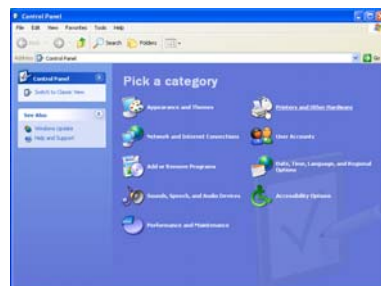 Control Panel
File Edit View Favorites Tools Help
Back Search Folders
Address Control Panel Go
Control Panel
Switch to Classic View
See Also
Windows Update
Help and Support
Pick a category
Appearance and Themes
Printers and Other Hardware
Network and Internet Connections
User Accounts
Add or Remove Programs
Date, Time, Language, and Regional Options
Sounds, Speech, and Audio Devices
Accessibility Options
Performance and Maintenance